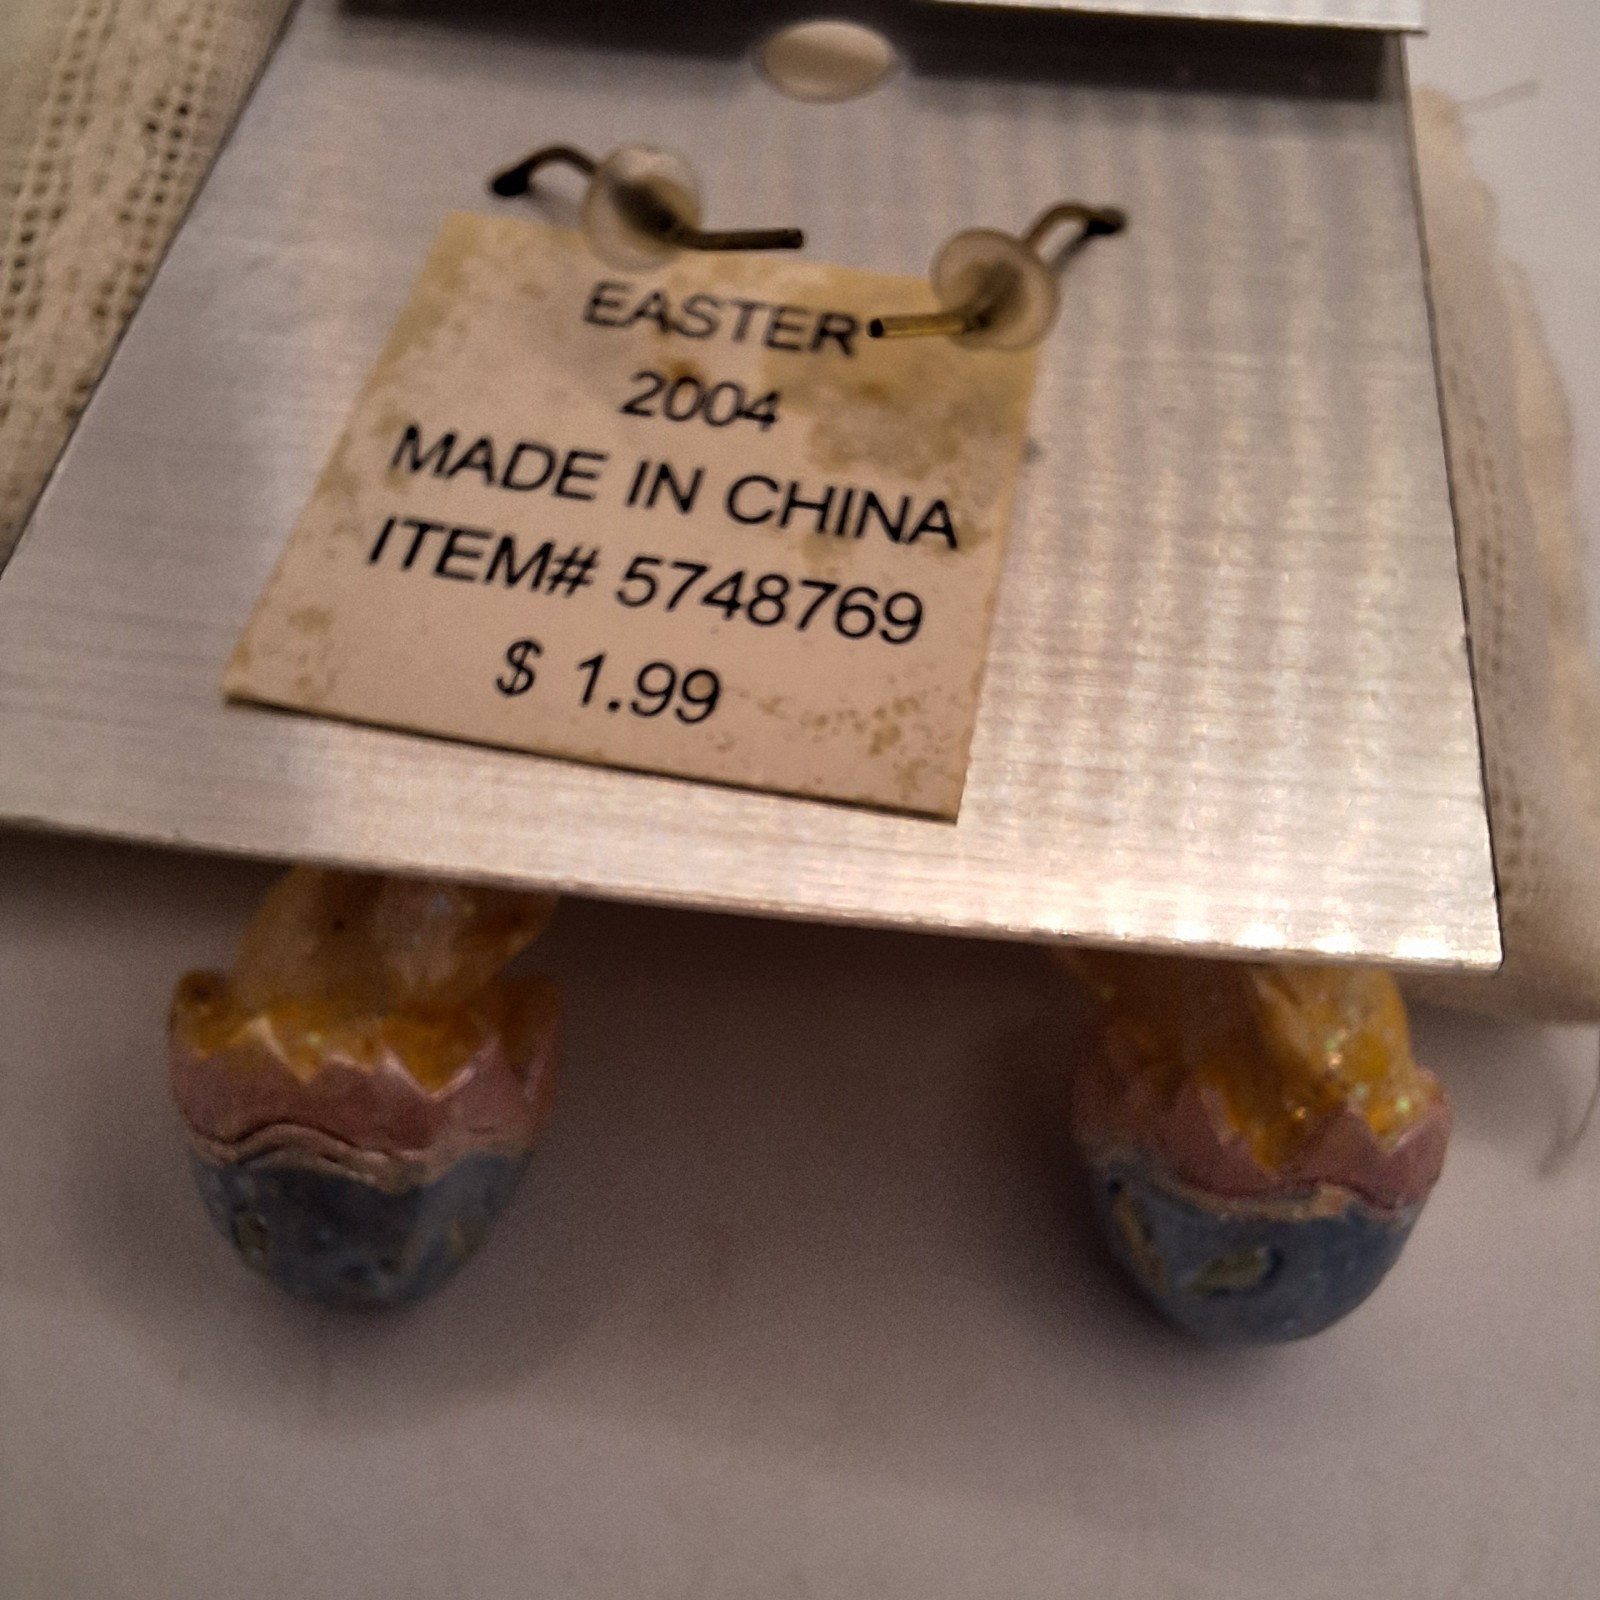 EASTER
2004
MADE IN CHINA
ITEM# 5748769
$ 1.99